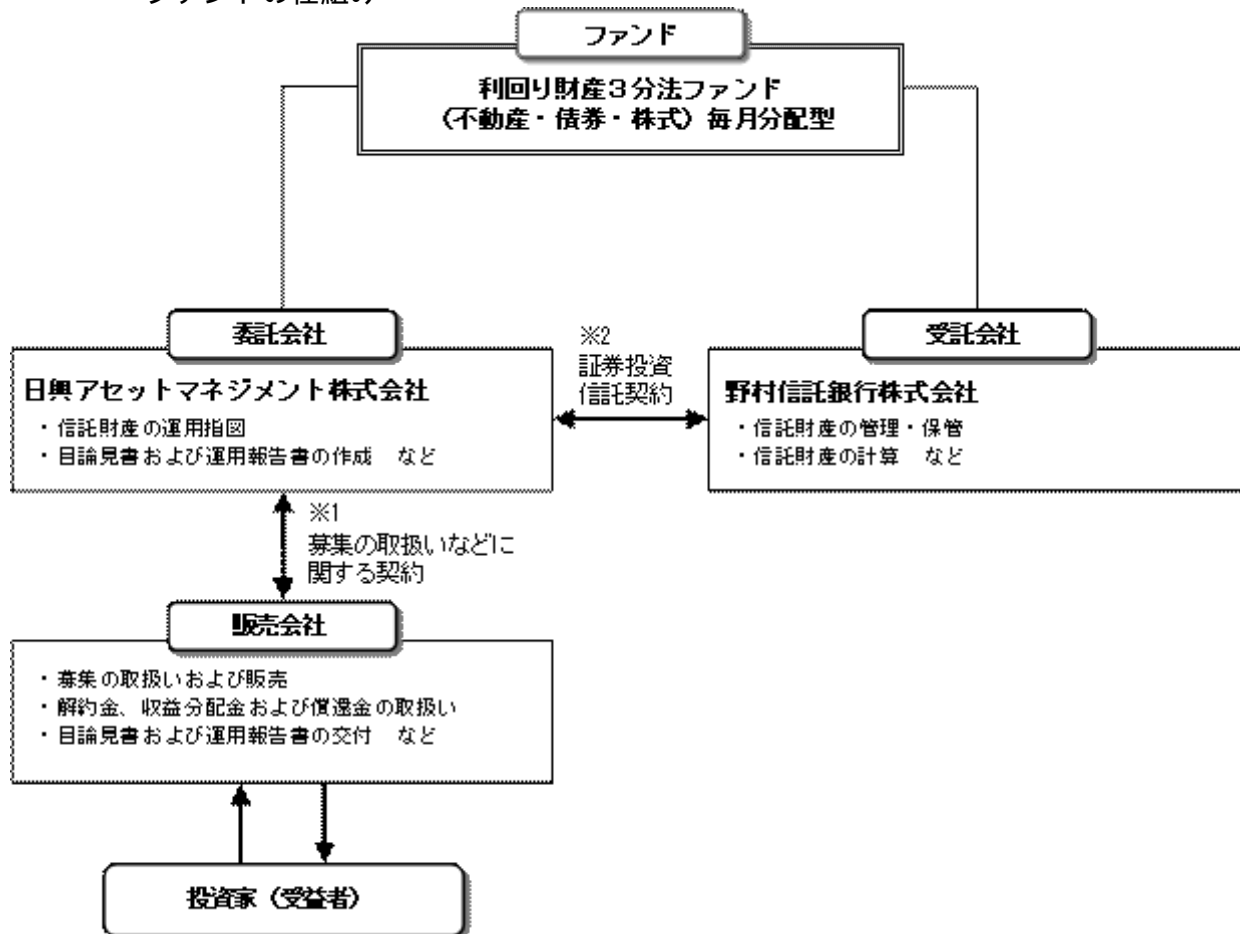 ファンドの仕組み
ファンド
利回り財産3分法ファンド
(不動産・債券・株式)毎月分配型
委託会社
日興アセットマネジメント株式会社
・信託財産の運用指図
・目論見書および運用報告書の作成 など
※2
証券投資
信託契約
受託会社
野村信託銀行株式会社
・信託財産の管理・保管
・信託財産の計算 など
※1
募集の取扱いなどに
関する契約
販売会社
・募集の取扱いおよび販売
・解約金、収益分配金および償還金の取扱い
・目論見書および運用報告書の交付 など
投資家(受益者)